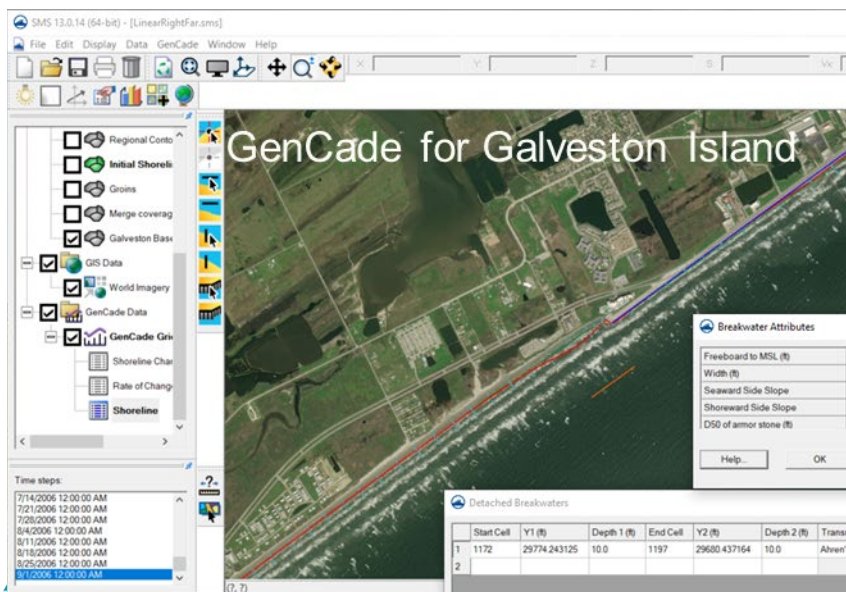 SMS 13.0.14 (64-bit) - [LinearRightFar.sms]
File Edit Display Data GenCade Window Help
X Y: Z S Vx
GenCade for Galveston Island
Regional Conto
Initial Shoreli
Groins
Merge coverag
Galveston Base
GIS Data
World Imagery
GenCade Data
GenCade Gri
Shoreline Cha
Rate of Change
Shoreline
Breakwater Attributes
Freeboard to MSL (ft)
Width (ft)
Seaward Side Slope
Shoreward Side Slope
D50 of armor stone (ft)
Help... OK
Time steps:
7/14/2006 12:00:00 AM
7/21/2006 12:00:00 AM
7/28/2006 12:00:00 AM
8/4/2006 12:00:00 AM
8/11/2006 12:00:00 AM
8/18/2006 12:00:00 AM
8/25/2006 12:00:00 AM
9/1/2006 12:00:00 AM
Detached Breakwaters
Start Cell Y1 (ft) Depth 1 (ft) End Cell Y2 (ft) Depth 2 (ft) Transm
1 1172 29774.243125 10.0 1197 29680.437164 10.0 Ahren'
2
(?, ?)